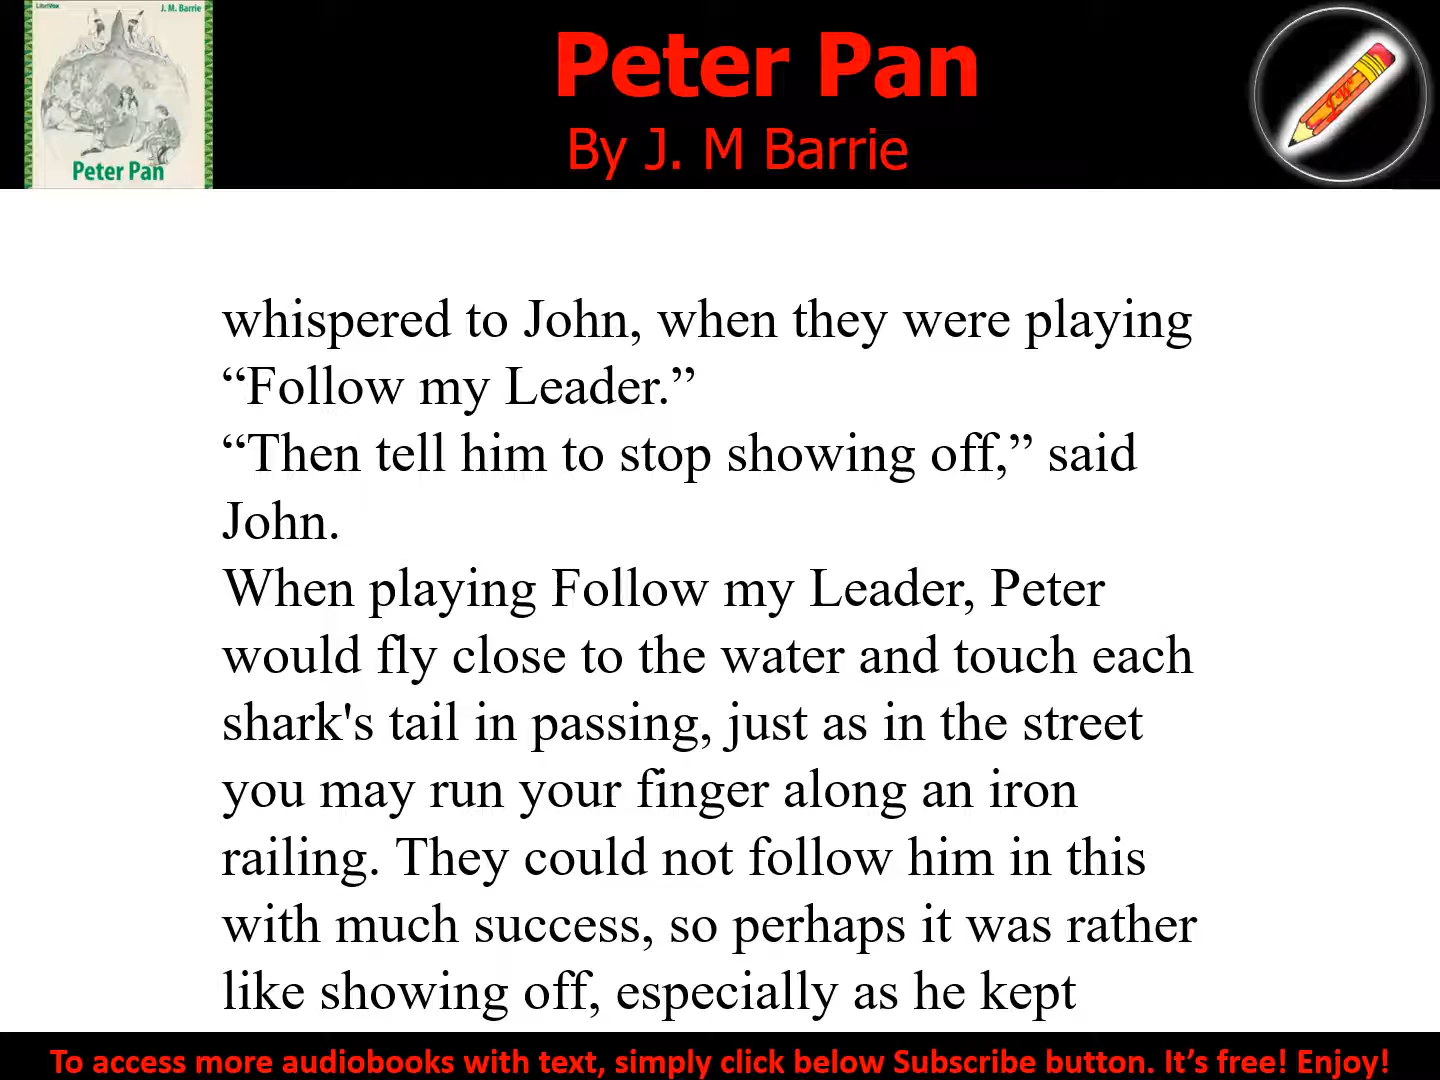 LibriVox
J. M. Barrie
Peter Pan
Peter Pan
By J. M Barrie
J.W
whispered to John, when they were playing
“Follow my Leader.”
“Then tell him to stop showing off,” said
John.
When playing Follow my Leader, Peter
would fly close to the water and touch each
shark's tail in passing, just as in the street
you may run your finger along an iron
railing. They could not follow him in this
with much success, so perhaps it was rather
like showing off, especially as he kept
To access more audiobooks with text, simply click below Subscribe button. It’s free! Enjoy!